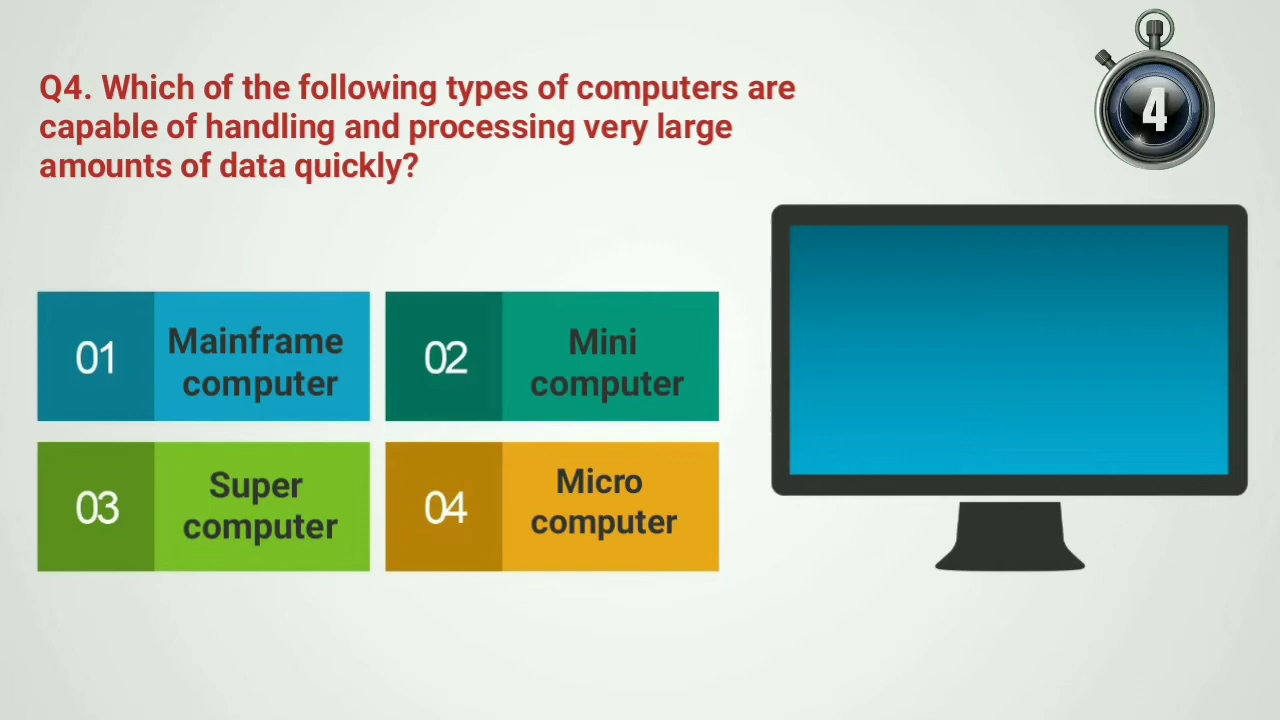 Q4. Which of the following types of computers are
capable of handling and processing very large
amounts of data quickly?
4
01
Mainframe
computer
02
Mini
computer
03
Super
computer
04
Micro
computer